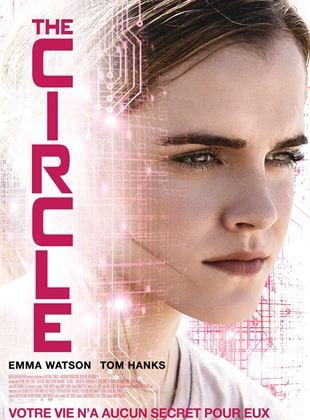 THE
CIRCLE
EMMA WATSON TOM HANKS
VOTRE VIE N'A AUCUN SECRET POUR EUX